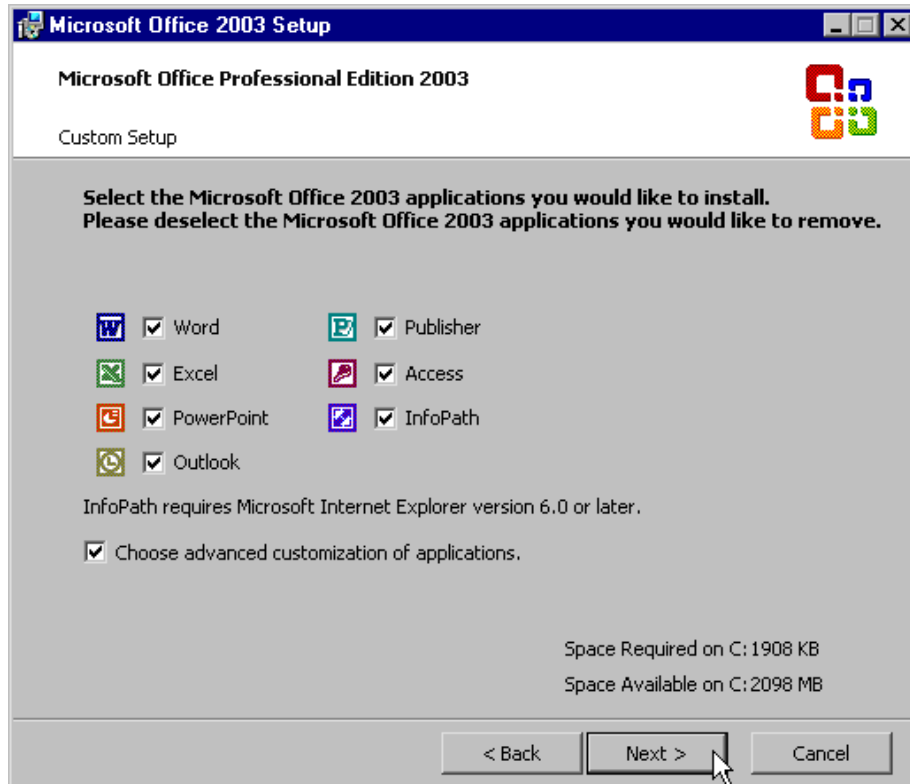 Microsoft Office 2003 Setup
Microsoft Office Professional Edition 2003
Custom Setup
Select the Microsoft Office 2003 applications you would like to install.
Please deselect the Microsoft Office 2003 applications you would like to remove.
Word
Publisher
Excel
Access
PowerPoint
InfoPath
Outlook
InfoPath requires Microsoft Internet Explorer version 6.0 or later.
Choose advanced customization of applications.
Space Required on C: 1908 KB
Space Available on C: 2098 MB
< Back
Next >
Cancel